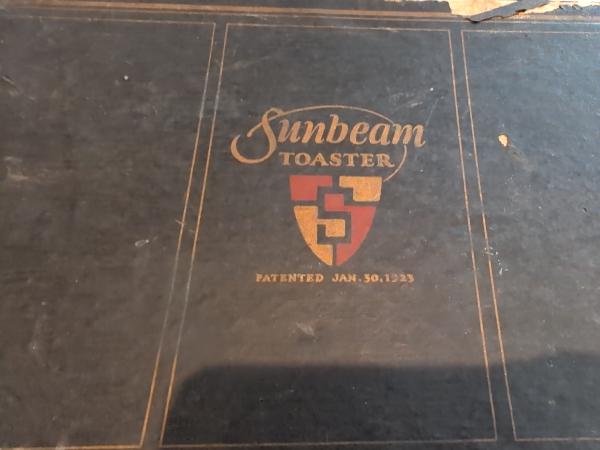 Sunbeam
TOASTER
PATENTED JAN. 30, 1923